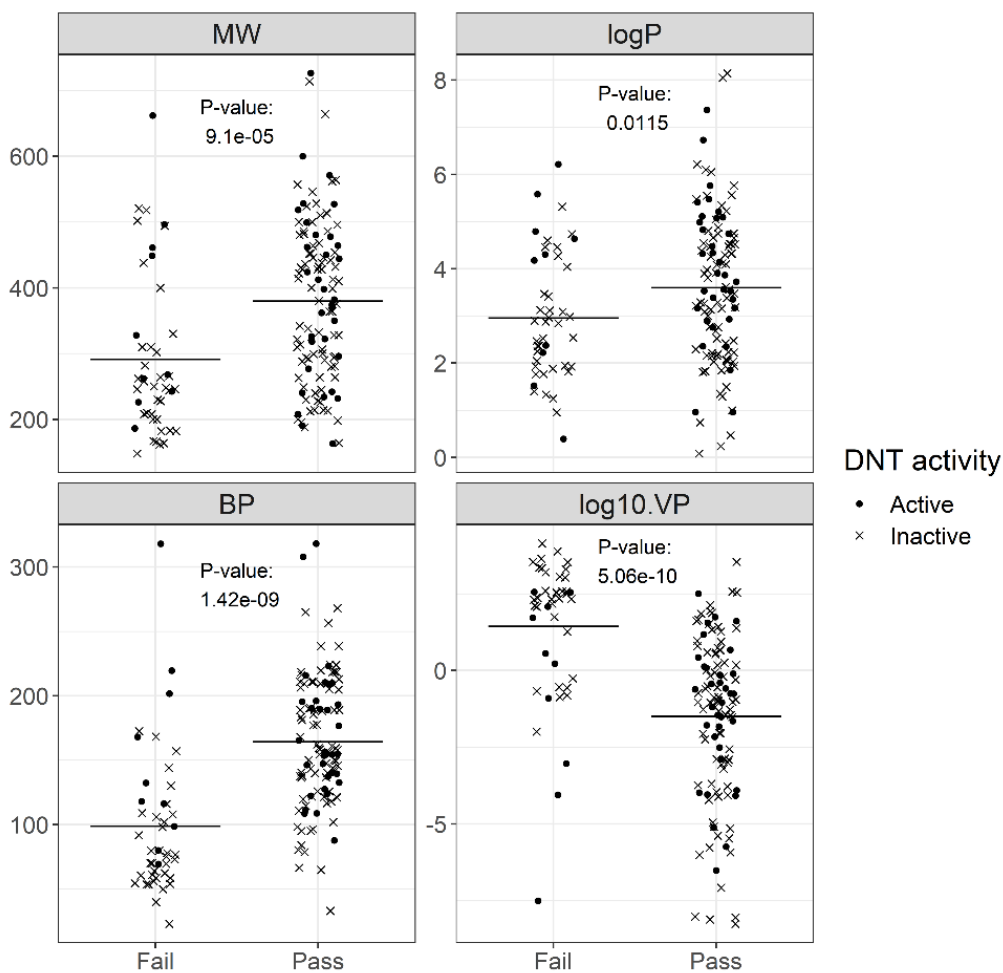 MW
P-value:
9.1e-05
600
400
200
logP
P-value:
0.0115
8
6
4
2
0
BP
P-value:
1.42e-09
300
200
100
Fail
Pass
log10.VP
P-value:
5.06e-10
0
-5
Fail
Pass
DNT activity
Active
Inactive